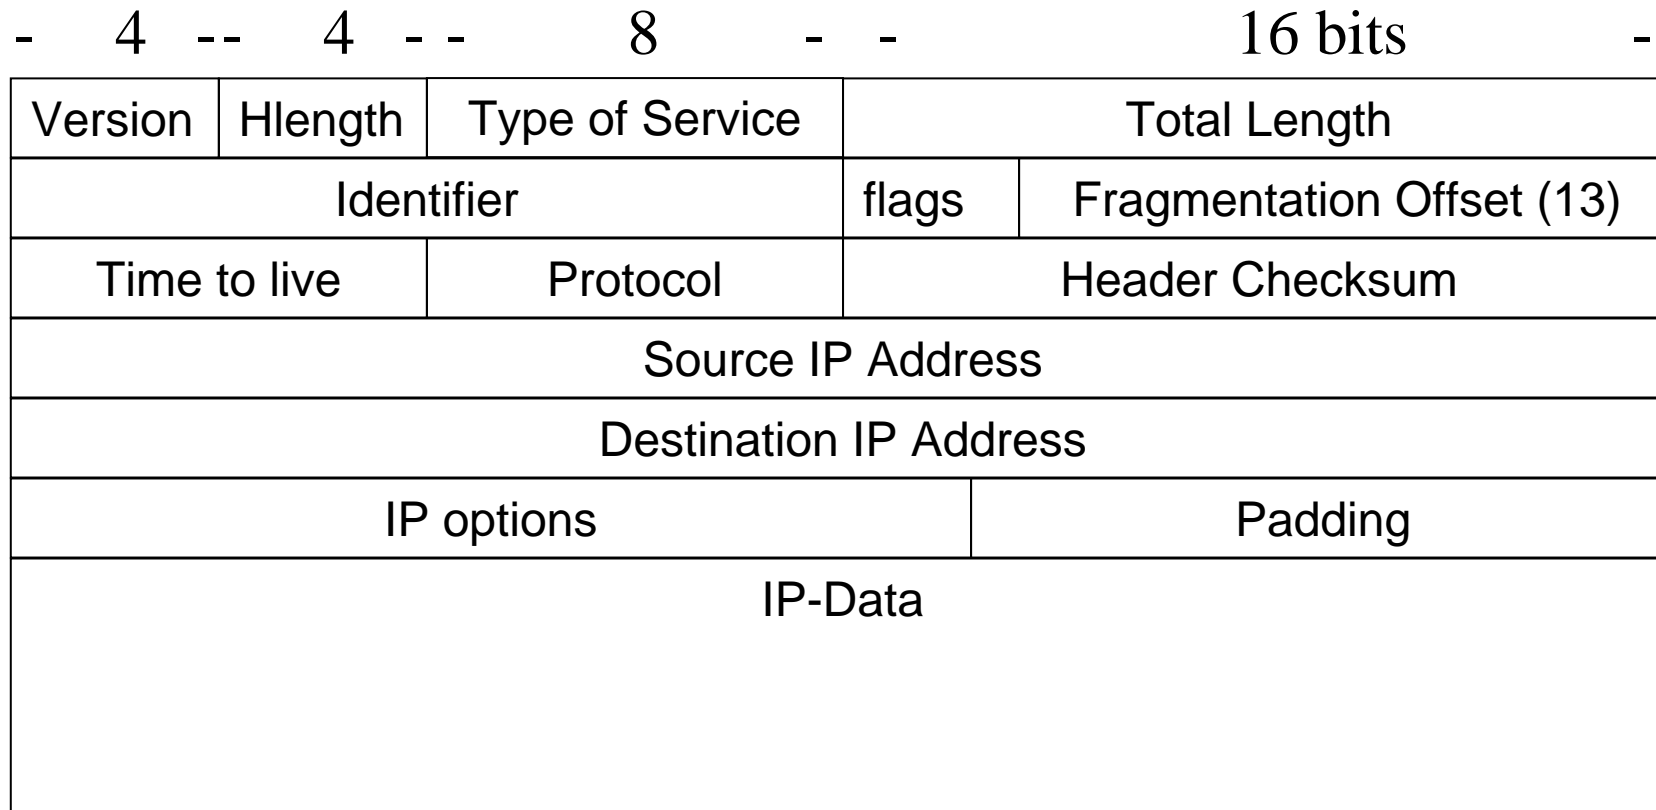 - 4 -- 4 - - 8 - - 16 bits -
Version Hlength Type of Service Total Length
Identifier flags Fragmentation Offset (13)
Time to live Protocol Header Checksum
Source IP Address
Destination IP Address
IP options Padding
IP-Data